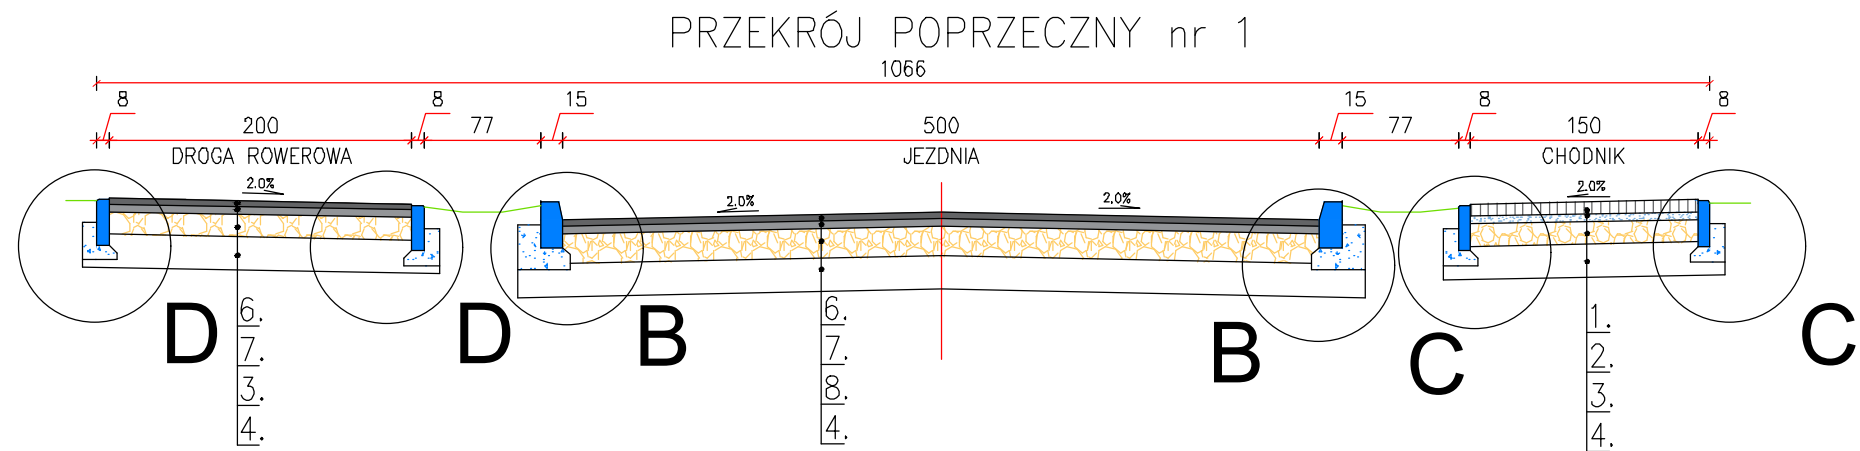 PRZEKRÓJ POPRZECZNY nr 1
1066
8 8 15 15 8 8
200 77 500 77 150
DROGA ROWEROWA JEZDNIA CHODNIK
2.0% 2.0% 2.0% 2.0%
D D B B C C
6. 6. 1.
7. 7. 2.
3. 8. 3.
4. 4. 4.